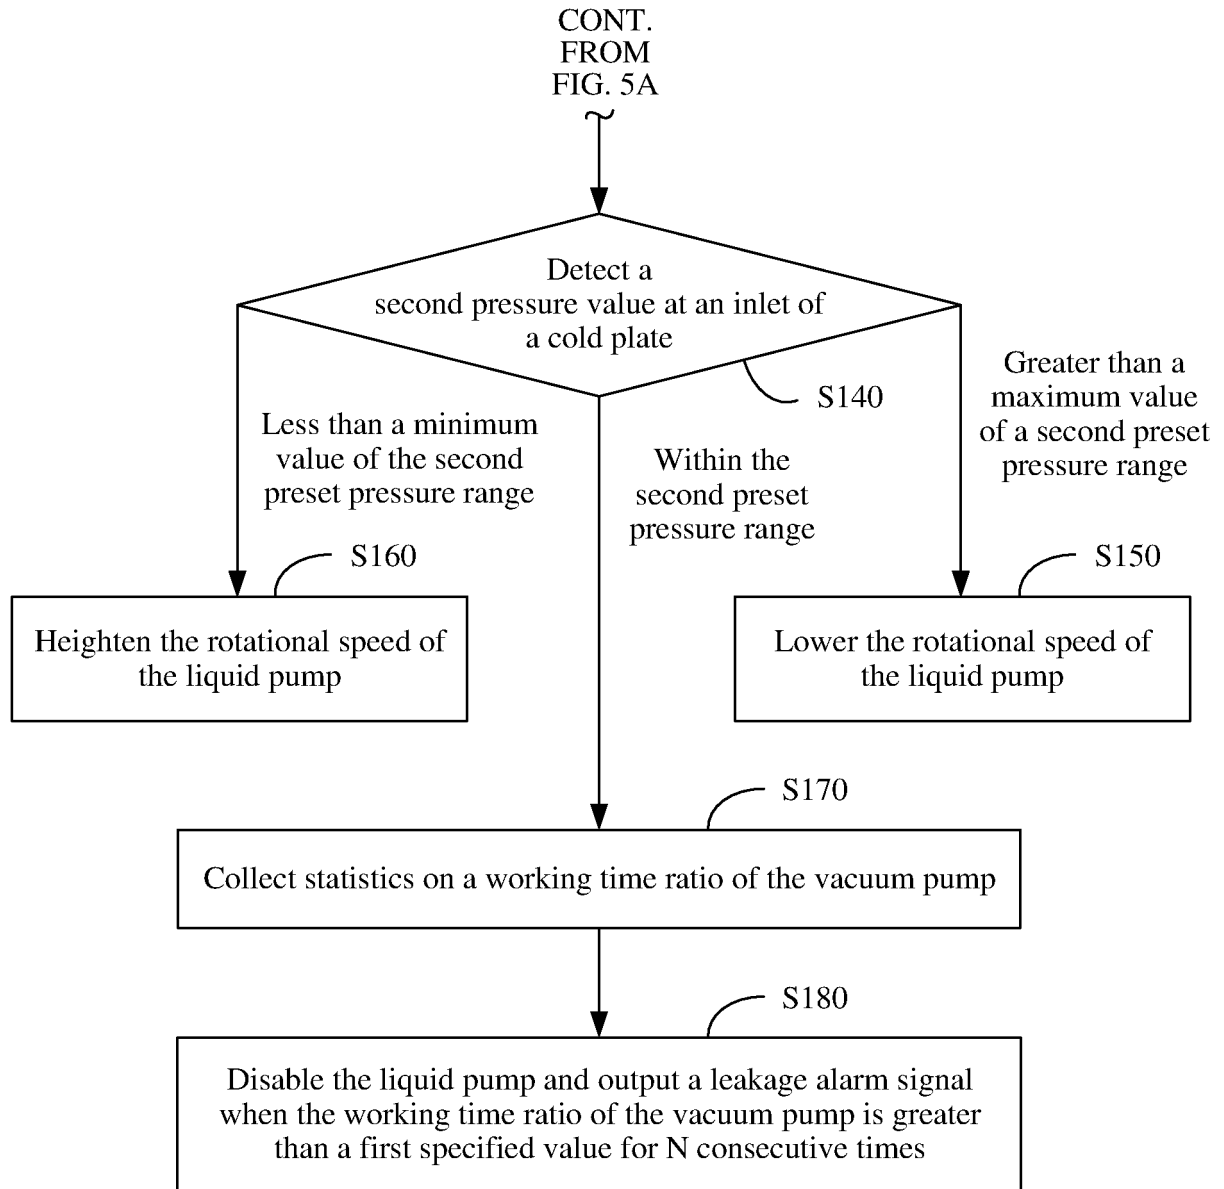 CONT.
FROM
FIG. 5A
Detect a
second pressure value at an inlet of
a cold plate
S140
Less than a minimum
value of the second
preset pressure range
Within the
second preset
pressure range
Greater than a
maximum value
of a second preset
pressure range
S160
Heighten the rotational speed of
the liquid pump
S150
Lower the rotational speed of
the liquid pump
S170
Collect statistics on a working time ratio of the vacuum pump
S180
Disable the liquid pump and output a leakage alarm signal
when the working time ratio of the vacuum pump is greater
than a first specified value for N consecutive times